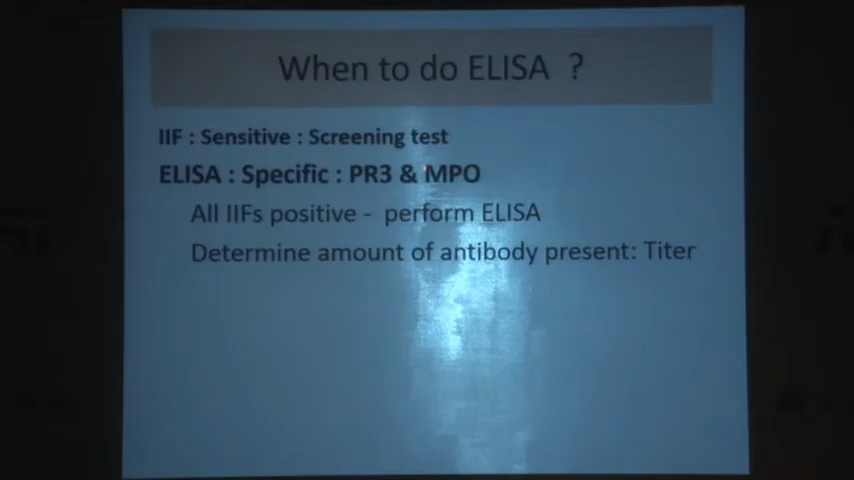 When to do ELISA ?
IIF : Sensitive : Screening test
ELISA : Specific : PR3 & MPO
All IIFs positive - perform ELISA
Determine amount of antibody present: Titer